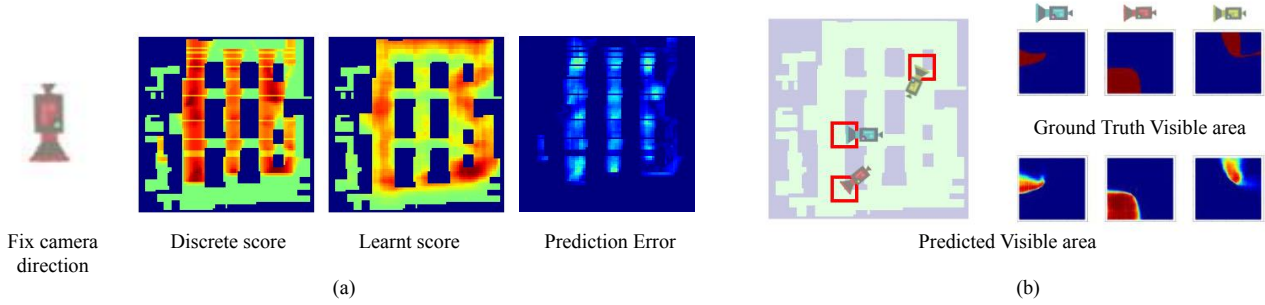 Fix camera
direction
Discrete score
Learnt score
Prediction Error
(a)
Ground Truth Visible area
Predicted Visible area
(b)